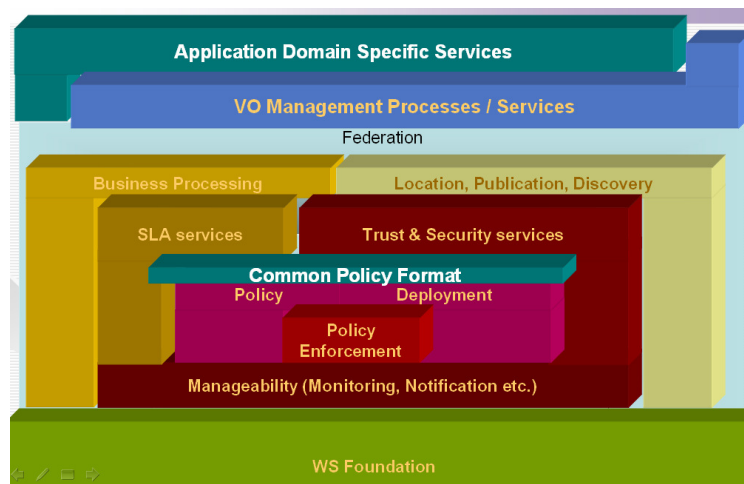 Application Domain Specific Services
VO Management Processes / Services
Federation
Business Processing
Location, Publication, Discovery
SLA services
Trust & Security services
Common Policy Format
Policy
Deployment
Policy
Enforcement
Manageability (Monitoring, Notification etc.)
WS Foundation